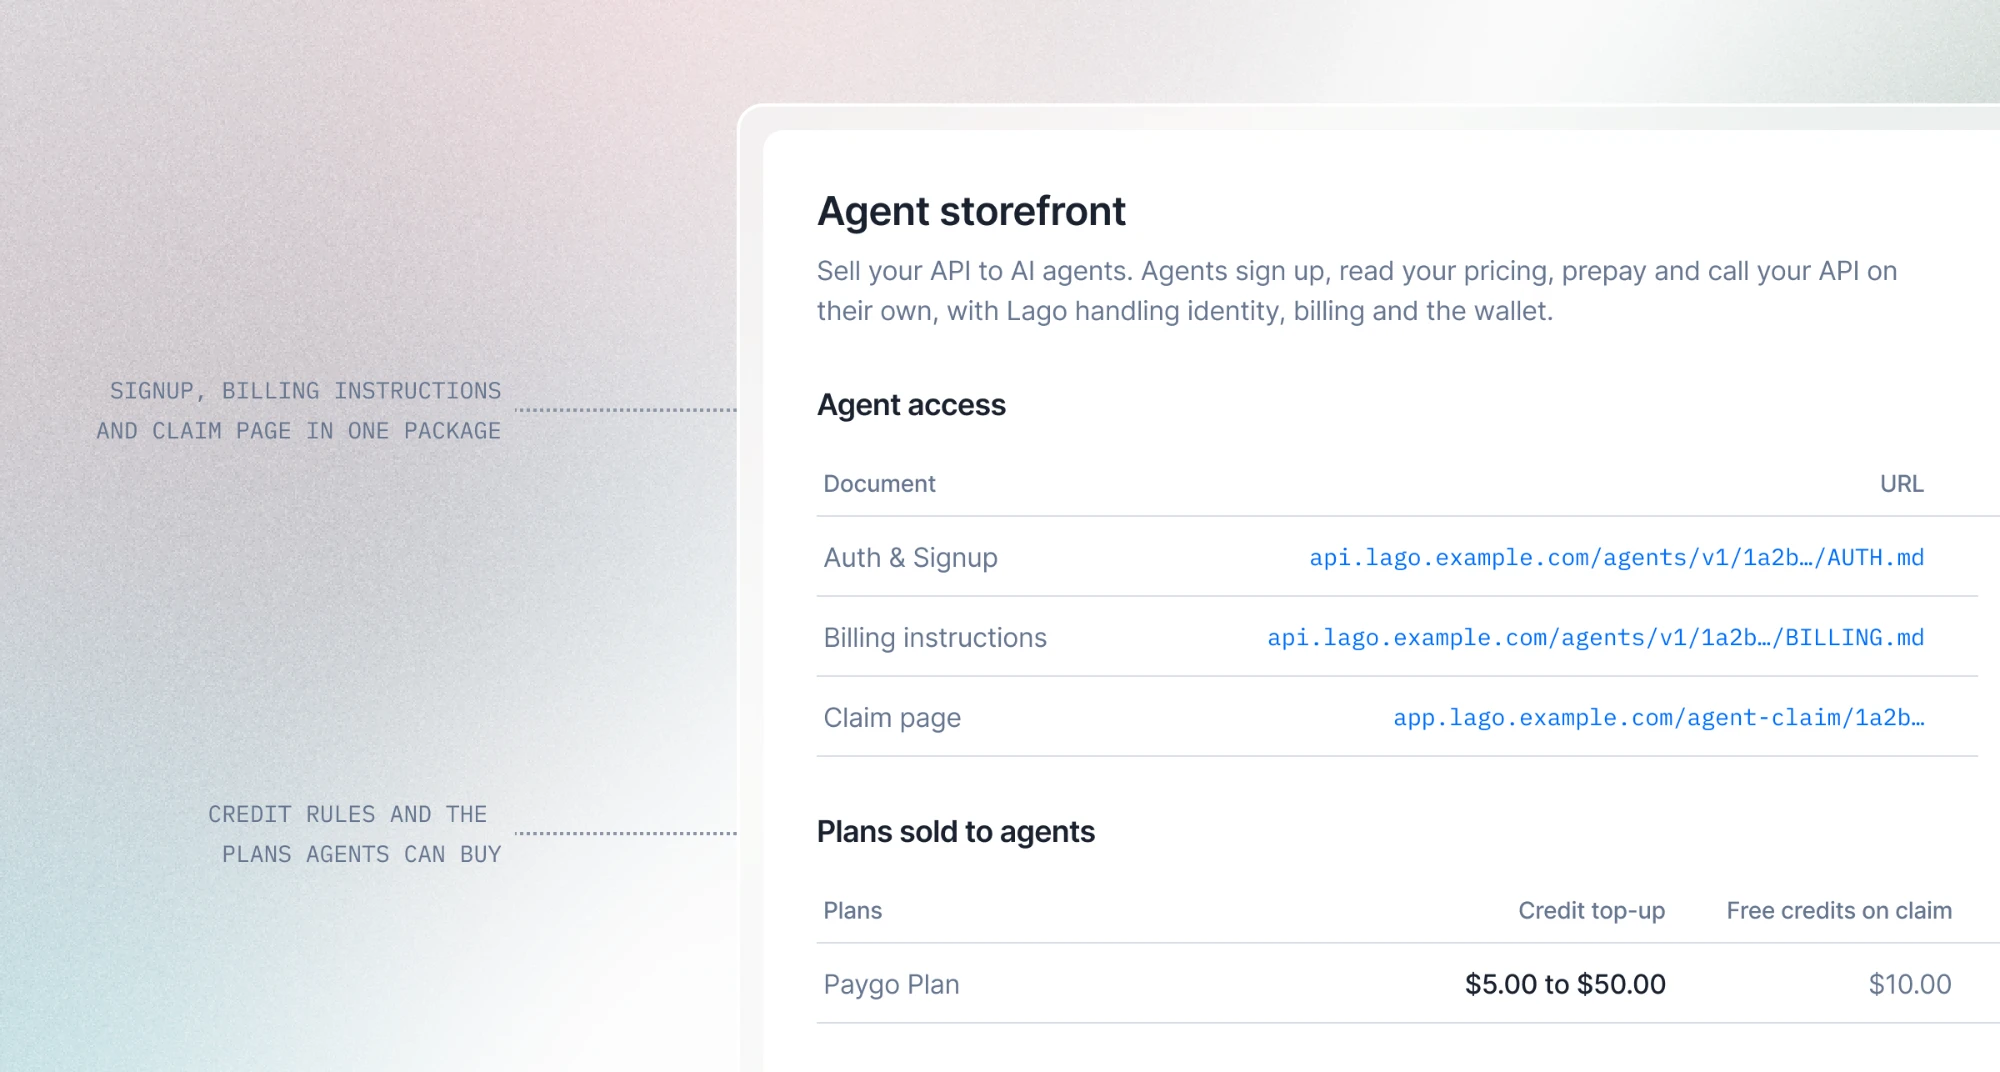 SIGNUP, BILLING INSTRUCTIONS
AND CLAIM PAGE IN ONE PACKAGE
CREDIT RULES AND THE
PLANS AGENTS CAN BUY
Agent storefront
Sell your API to AI agents. Agents sign up, read your pricing, prepay and call your API on
their own, with Lago handling identity, billing and the wallet.
Agent access
Document URL
Auth & Signup api.lago.example.com/agents/v1/1a2b…/AUTH.md
Billing instructions api.lago.example.com/agents/v1/1a2b…/BILLING.md
Claim page app.lago.example.com/agent-claim/1a2b…
Plans sold to agents
Plans Credit top-up Free credits on claim
Paygo Plan $5.00 to $50.00 $10.00